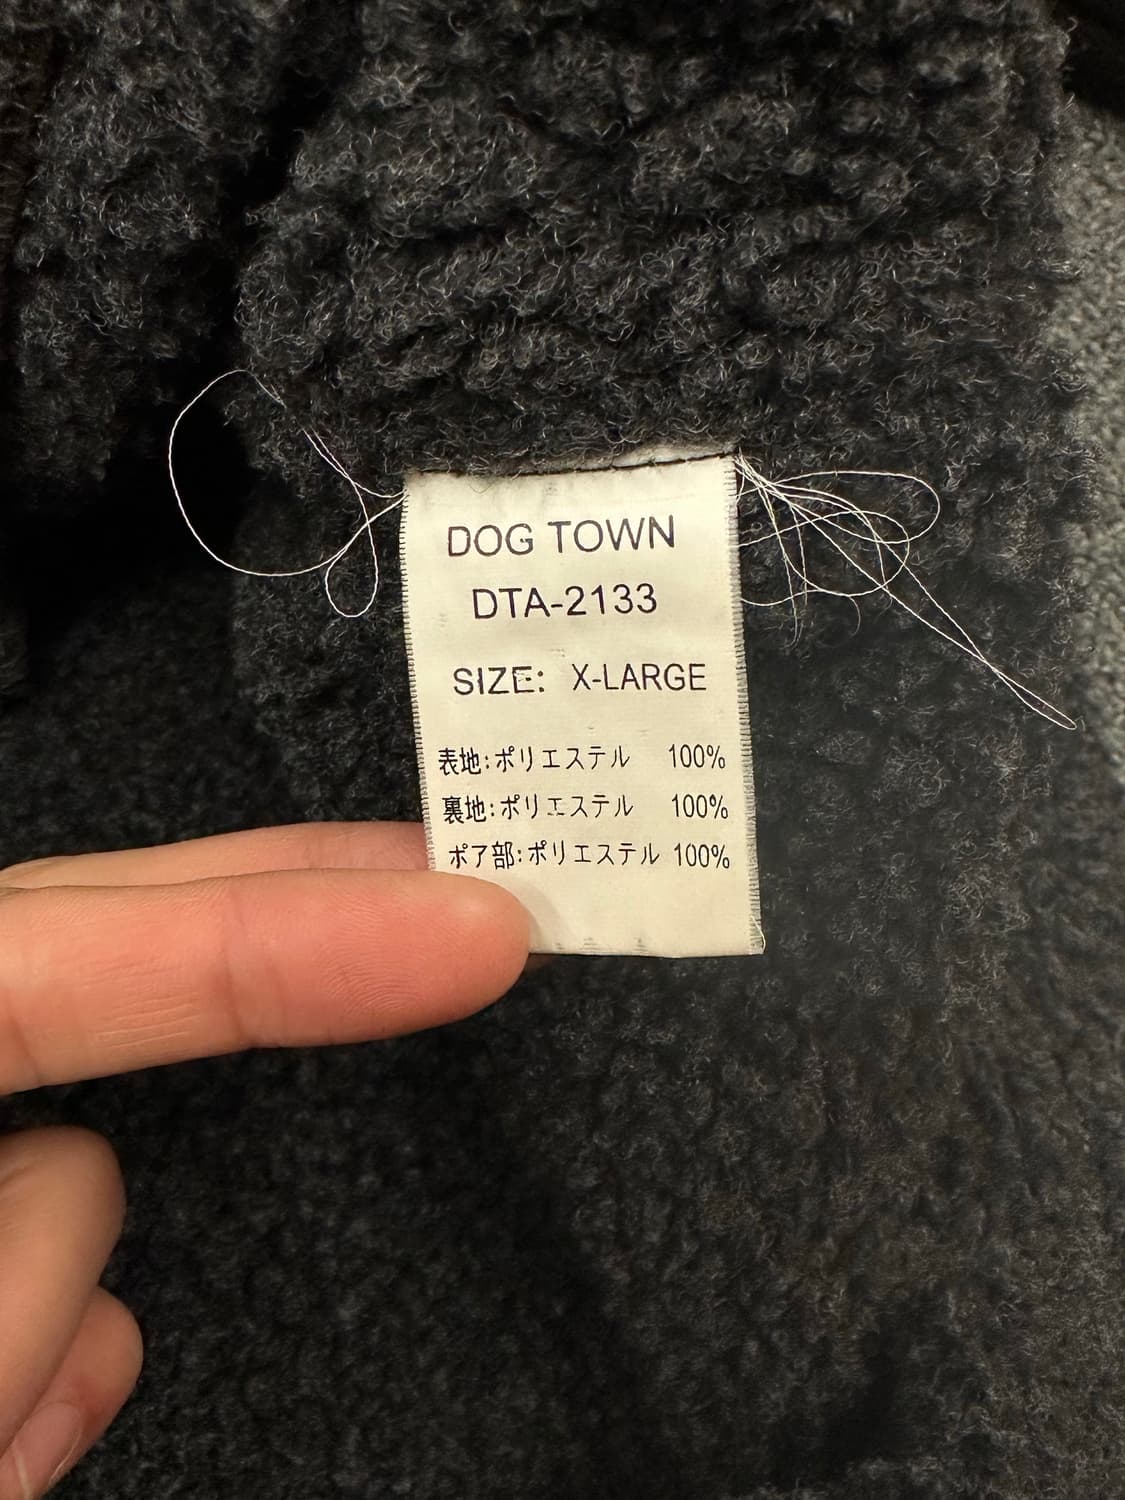 DOG TOWN
DTA-2133
SIZE: X-LARGE
表地:ポリエステル 100%
裏地:ポリエステル 100%
ポア部:ポリエステル 100%